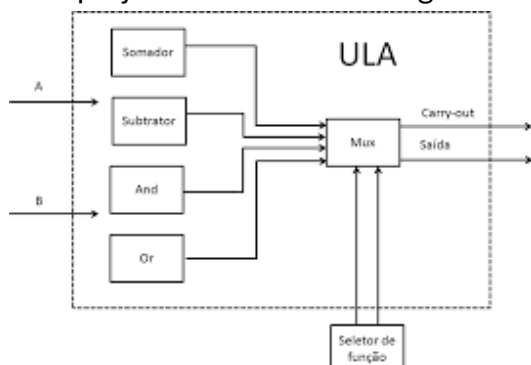 Somador
ULA
A
Carry-out
Subtrator
Mux
Saída
And
B
Or
Seletor de
função